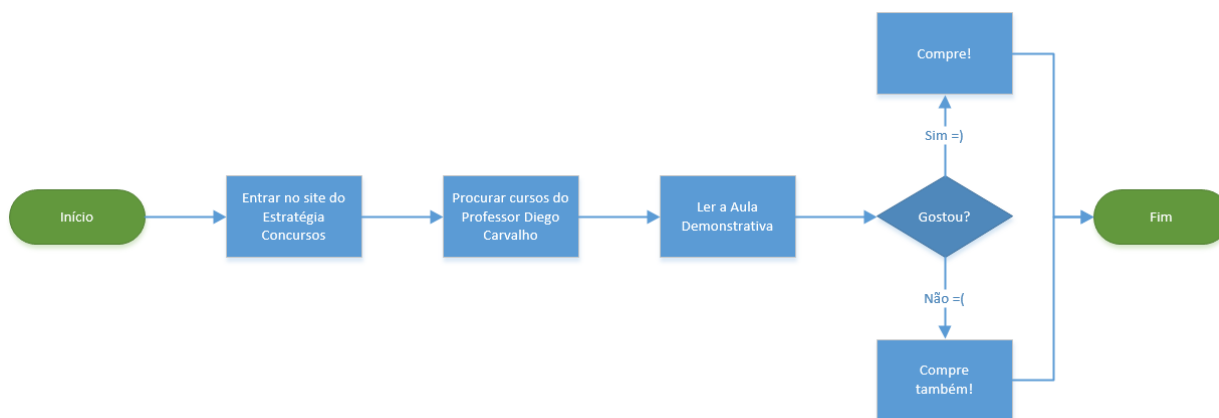 Início
Entrar no site do
Estratégia
Concursos
Procurar cursos do
Professor Diego
Carvalho
Ler a Aula
Demonstrativa
Gostou?
Sim =)
Compre!
Não =(
Compre
também!
Fim